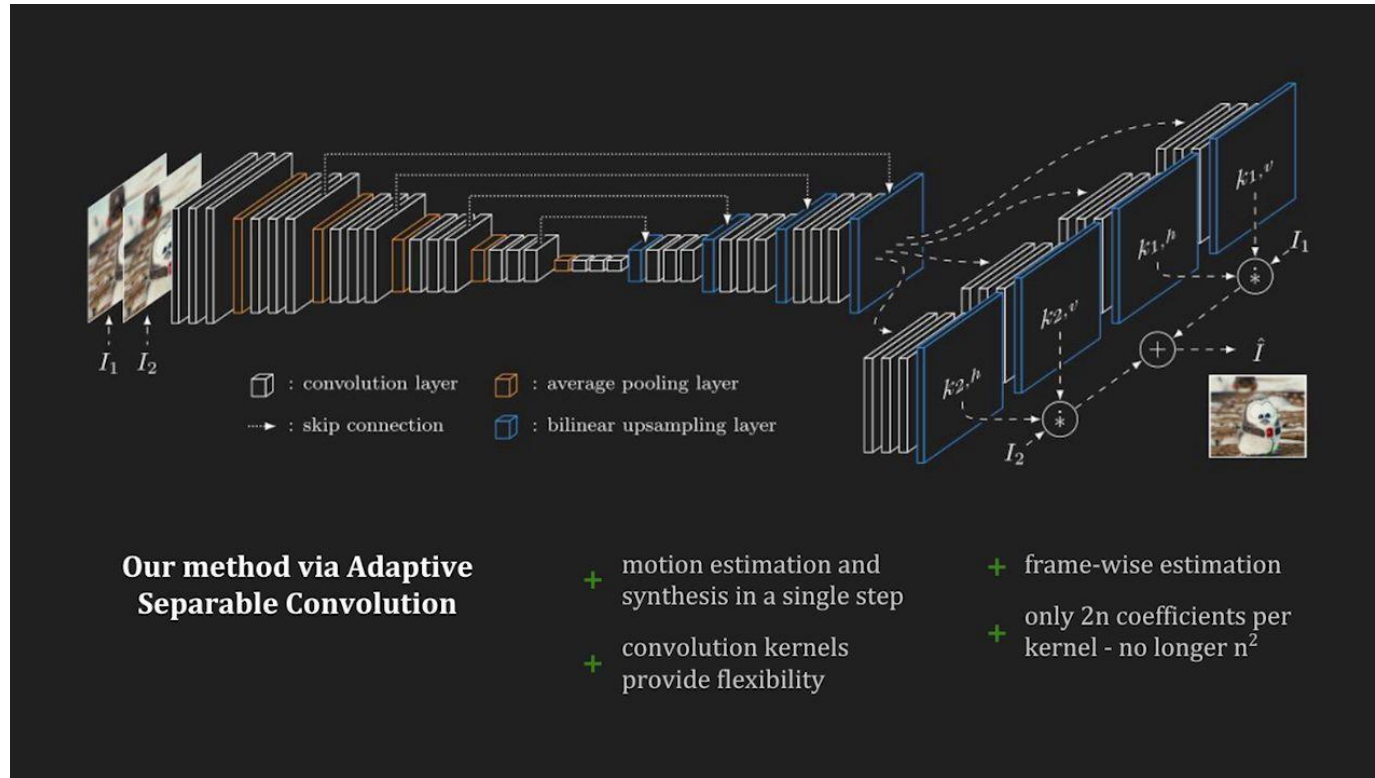 k1,v
k1,h
I1
*
k2,v
+
Î
k2,h
*
I2
I1 I2
: convolution layer
: average pooling layer
: skip connection
: bilinear upsampling layer
Our method via Adaptive
Separable Convolution
+ motion estimation and
synthesis in a single step
+ convolution kernels
provide flexibility
+ frame-wise estimation
+ only 2n coefficients per
kernel - no longer n²